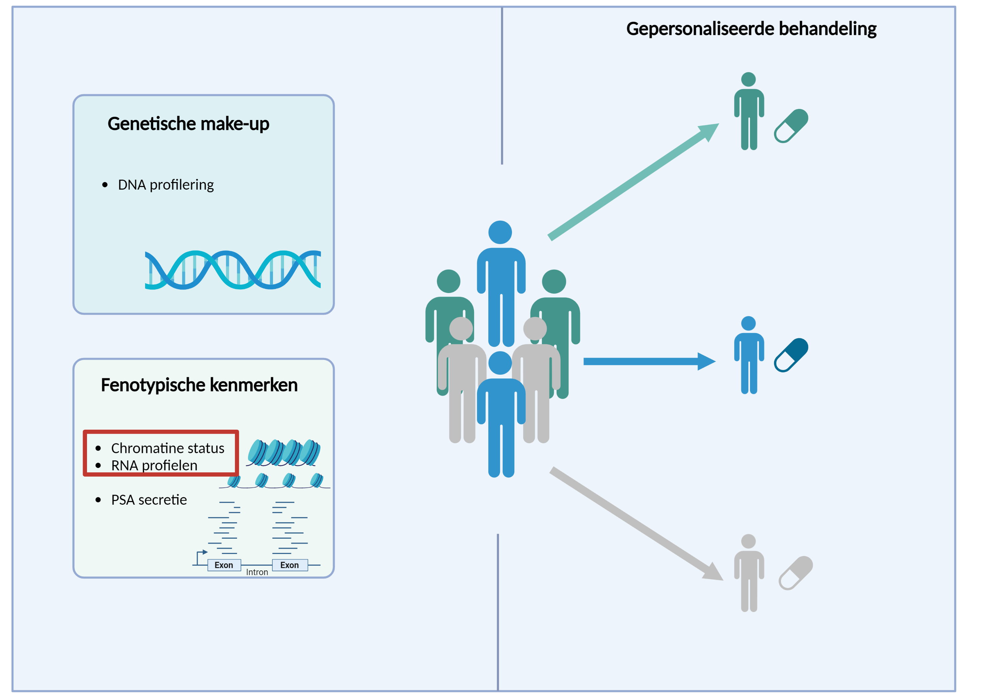 Gepersonaliseerde behandeling
Genetische make-up
• DNA profilering
Fenotypische kenmerken
• Chromatine status
• RNA profielen
• PSA secretie
Exon
Intron
Exon